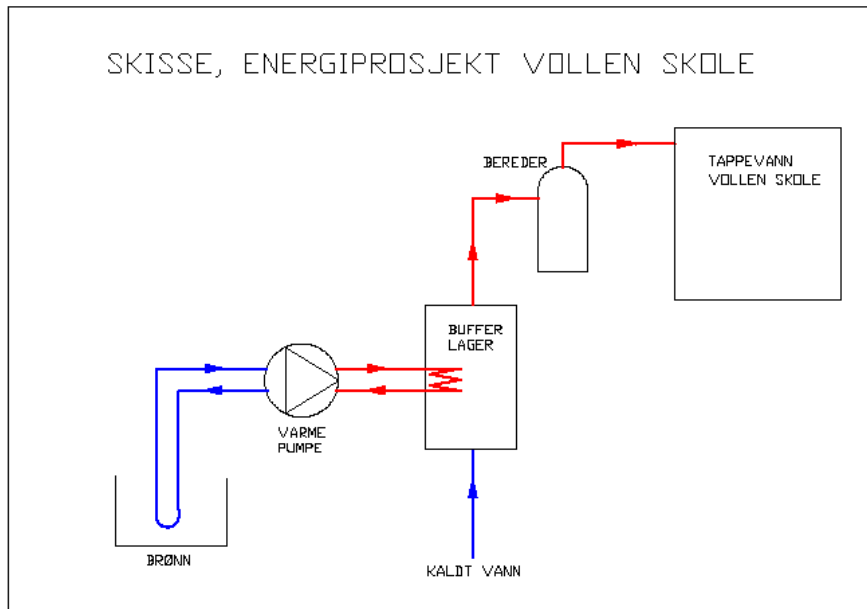 SKISSE, ENERGIPROSJEKT VOLLEN SKOLE
BEREDER
TAPPEVANN
VOLLEN SKOLE
BUFFER
LAGER
VARME
PUMPE
BRØNN
KALDT VANN